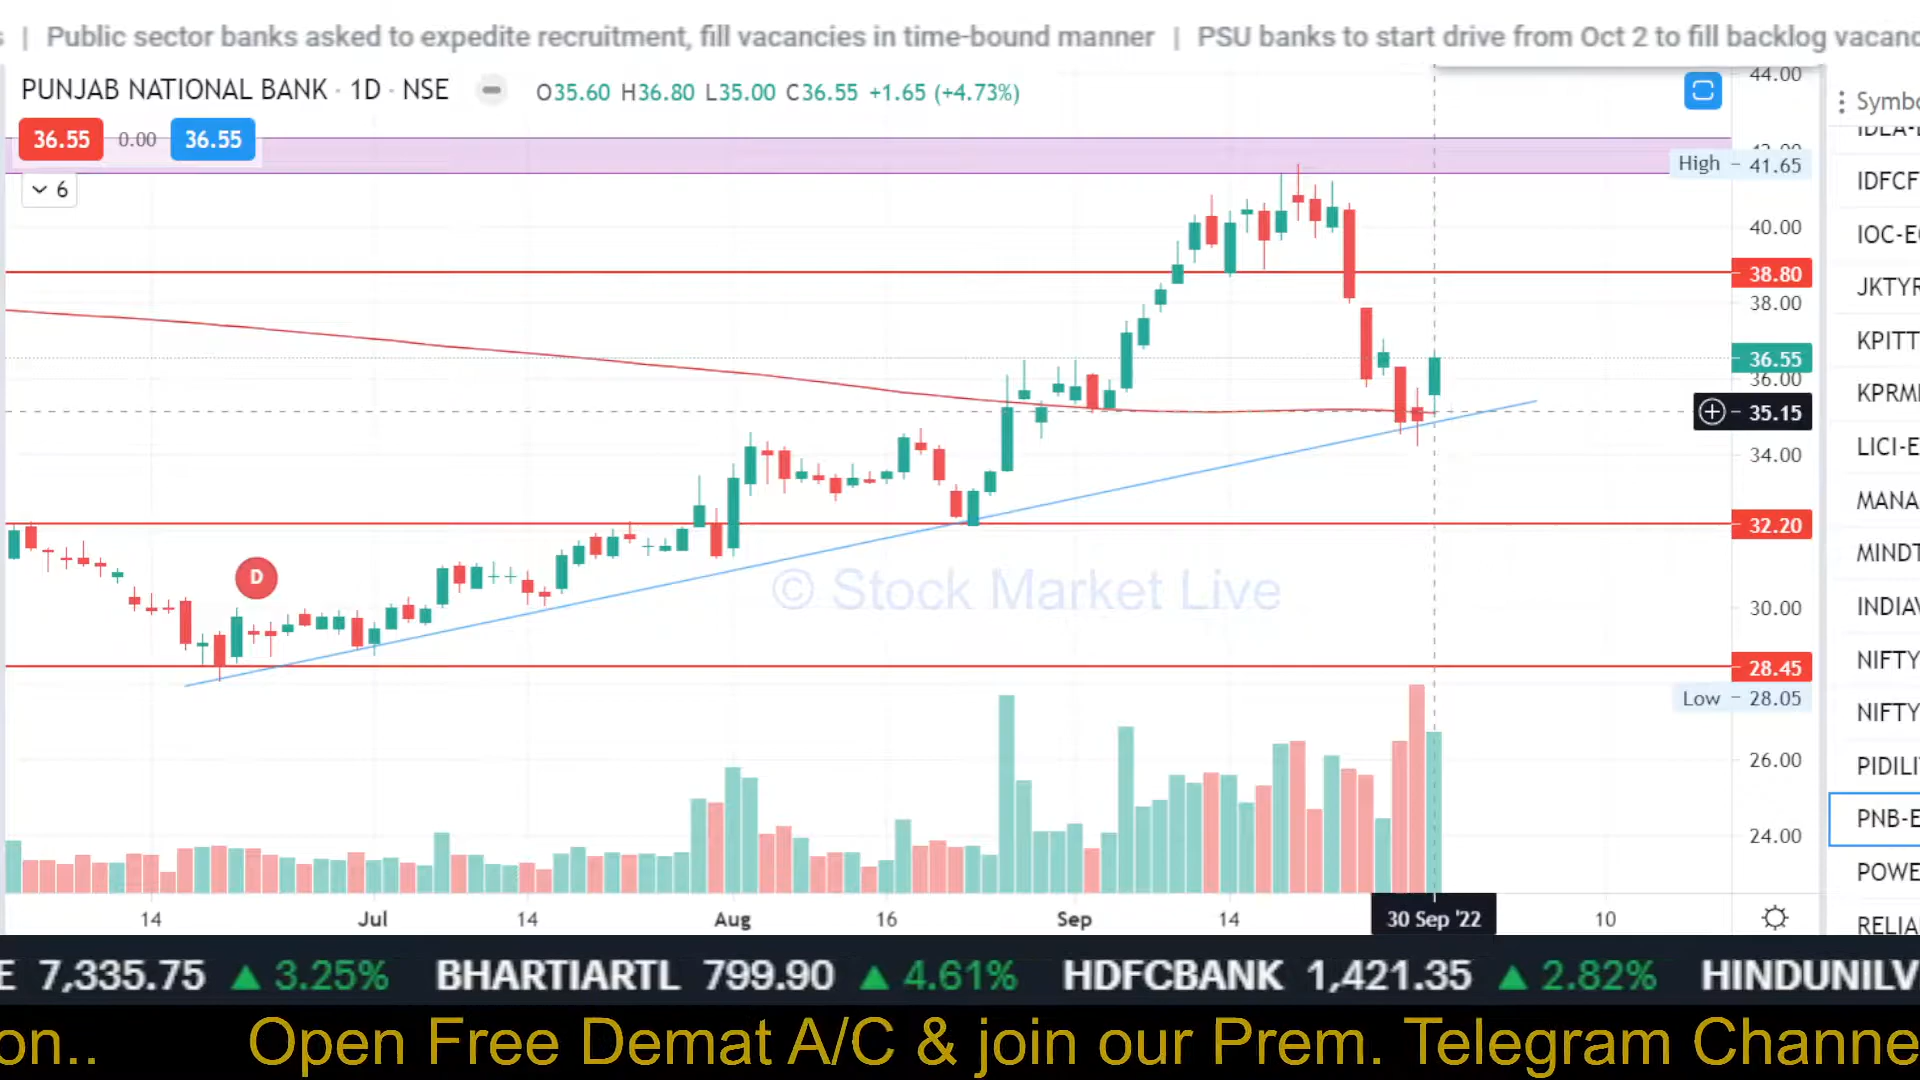 | Public sector banks asked to expedite recruitment, fill vacancies in time-bound manner | PSU banks to start drive from Oct 2 to fill backlog
PUNJAB NATIONAL BANK · 1D · NSE O35.60 H36.80 L35.00 C36.55 +1.65 (+4.73%)
36.55 0.00 36.55
6
44.00
High 41.65
40.00
38.80
38.00
36.55
36.00
35.15
34.00
32.20
30.00
28.45
Low 28.05
26.00
24.00
D
© Stock Market Live
14 Jul 14 Aug 16 Sep 14 30 Sep '22 10
Symbo
IDFCF
IOC-E
JKTYR
KPITT
KPRM
LICI-E
MANA
MINDT
INDIAV
NIFTY
NIFTY
PIDILI
PNB-E
POWE
RELIA
E 7,335.75 ▲ 3.25% BHARTIARTL 799.90 ▲ 4.61% HDFCBANK 1,421.35 ▲ 2.82% HINDUNILV
on.. Open Free Demat A/C & join our Prem. Telegram Channe